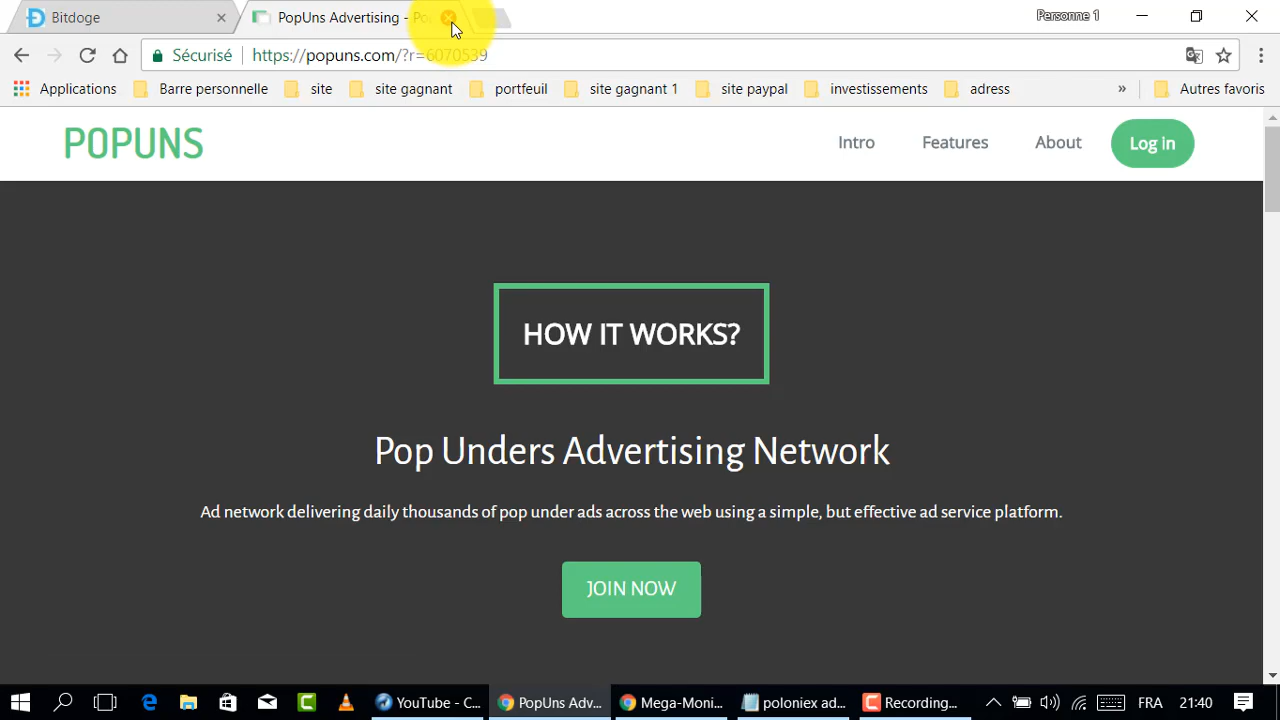 Bitdoge
PopUns Advertising - Po
Personne 1
Sécurisé
https://popuns.com/?r=6070539
Applications
Barre personnelle
site
site gagnant
portfeuil
site gagnant 1
site paypal
investissements
adress
»
Autres favoris
POPUNS
Intro
Features
About
Log in
HOW IT WORKS?
Pop Unders Advertising Network
Ad network delivering daily thousands of pop under ads across the web using a simple, but effective ad service platform.
JOIN NOW
YouTube - C...
PopUns Adv...
Mega-Moni...
poloniex ad...
Recording...
FRA
21:40